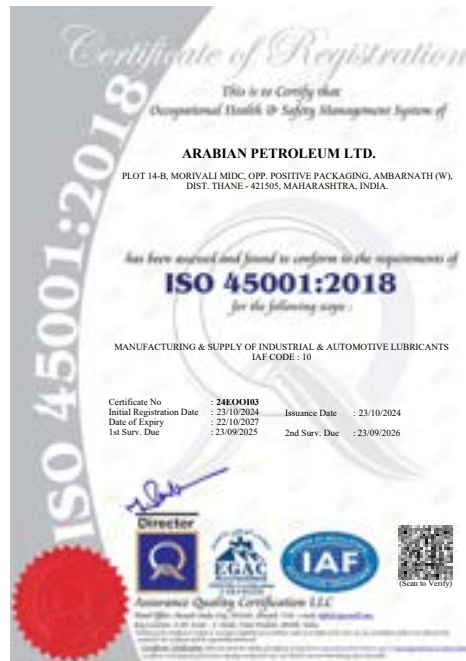 Certificate of Registration
This is to Certify that
Occupational Health & Safety Management System of
ARABIAN PETROLEUM LTD.
PLOT 14-B, MORIVALI MIDC, OPP. POSITIVE PACKAGING, AMBARNATH (W),
DIST. THANE - 421505, MAHARASHTRA, INDIA.
has been assessed and found to conform to the requirements of
ISO 45001:2018
for the following scope :
MANUFACTURING & SUPPLY OF INDUSTRIAL & AUTOMOTIVE LUBRICANTS
IAF CODE : 10
Certificate No : 24EOOI03
Initial Registration Date : 23/10/2024 Issuance Date : 23/10/2024
Date of Expiry : 22/10/2027
1st Surv. Due : 23/09/2025 2nd Surv. Due : 23/09/2026
ISO 45001:2018
Director
EGAC
IAF
(Scan to Verify)
Assurance Quality Certification LLC